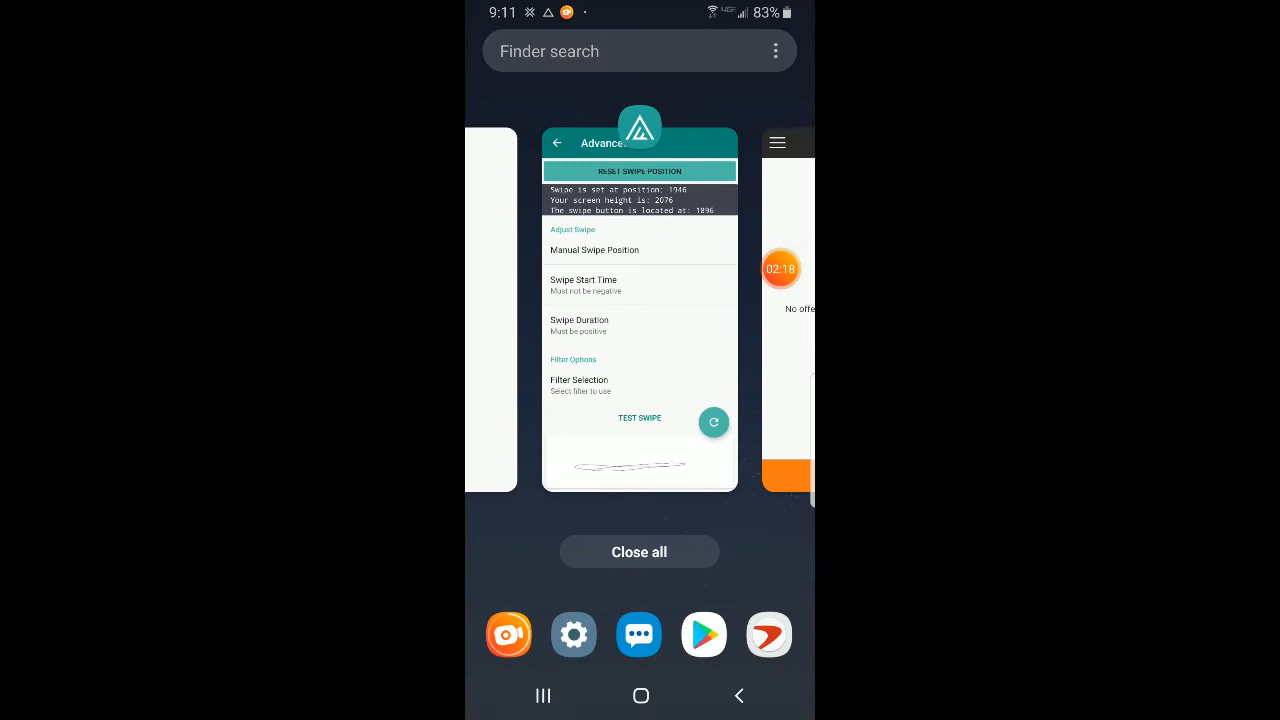 9:11
83%
Finder search
Advance
RESET SWIPE POSITION
Swipe is set at position: 1946
Your screen height is: 2076
The swipe button is located at: 1896
Adjust Swipe
Manual Swipe Position
Swipe Start Time
Must not be negative
Swipe Duration
Must be positive
Filter Options
Filter Selection
Select filter to use
TEST SWIPE
02:18
No offe
Close all